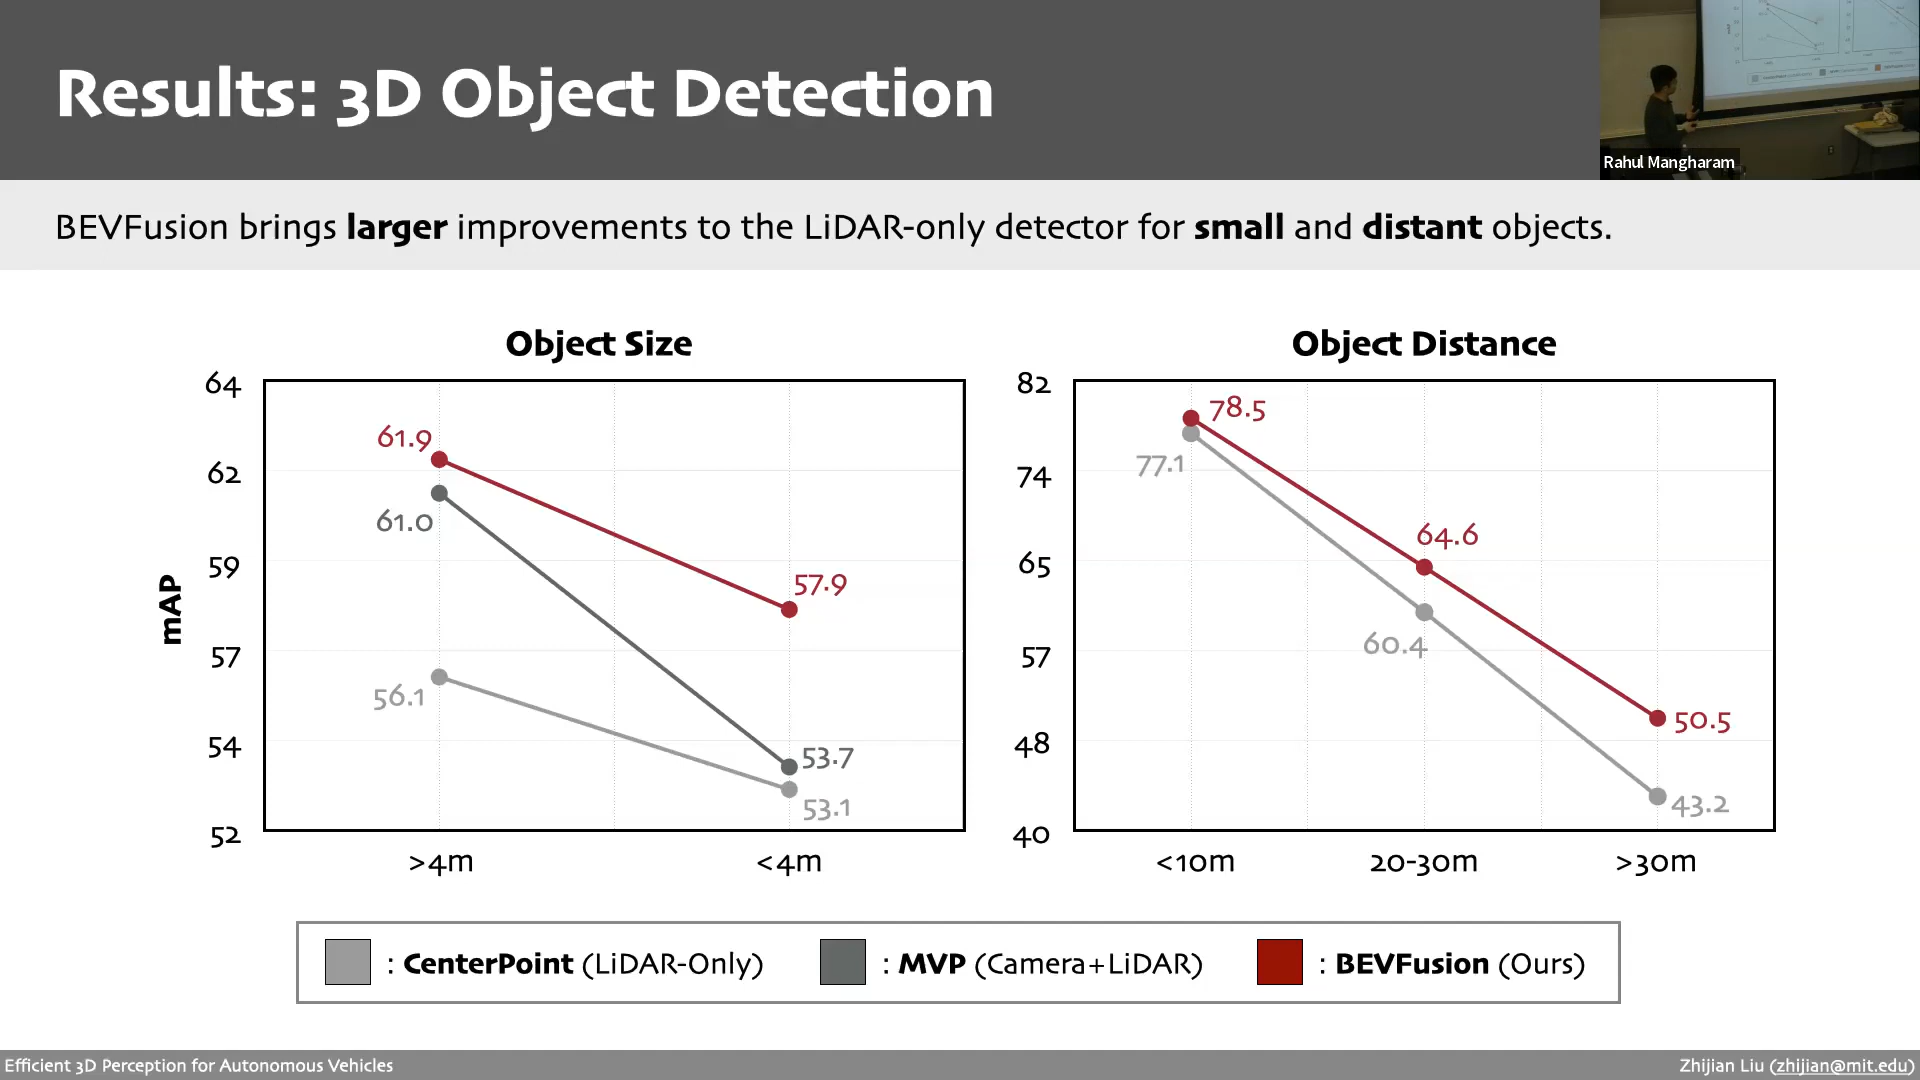 Results: 3D Object Detection
Rahul Mangharam
BEVFusion brings larger improvements to the LiDAR-only detector for small and distant objects.
Object Size
64
62
59
57
54
52
mAP
61.9
61.0
56.1
57.9
53.7
53.1
>4m
<4m
Object Distance
82
74
65
57
48
40
78.5
77.1
64.6
60.4
50.5
43.2
<10m
20-30m
>30m
: CenterPoint (LiDAR-Only)
: MVP (Camera+LiDAR)
: BEVFusion (Ours)
Efficient 3D Perception for Autonomous Vehicles
Zhijian Liu (zhijian@mit.edu)